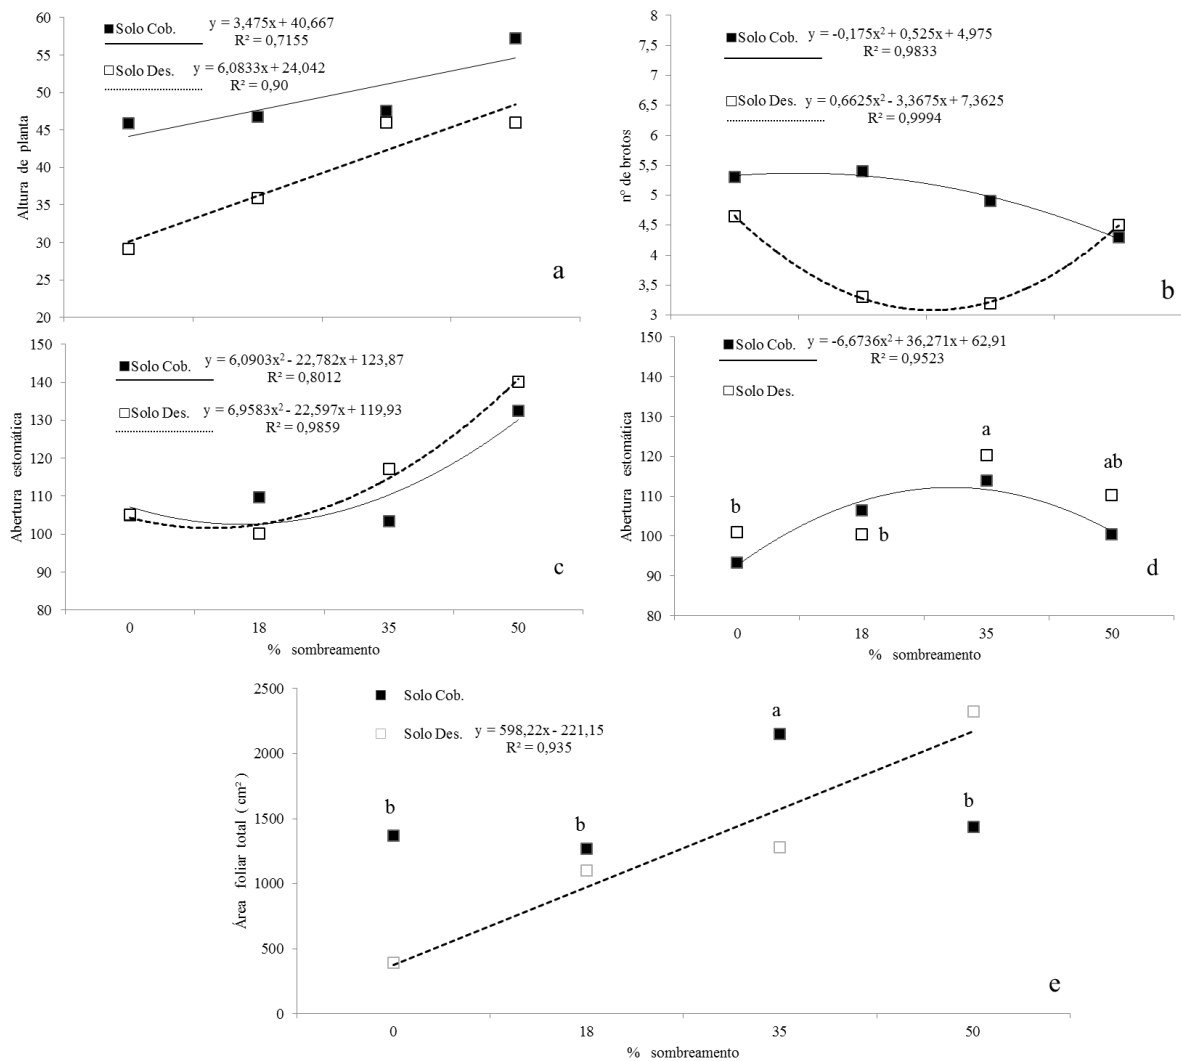 Solo Cob. y = 3,475x + 40,667
R² = 0,7155
Solo Des. y = 6,0833x + 24,042
R² = 0,90
Altura de planta
60
55
50
45
40
35
30
25
20
a
Solo Cob. y = -0,175x² + 0,525x + 4,975
R² = 0,9833
Solo Des. y = 0,6625x² - 3,3675x + 7,3625
R² = 0,9994
nº de brotos
8
7,5
7
6,5
6
5,5
5
4,5
4
3,5
3
b
Solo Cob. y = 6,0903x² - 22,782x + 123,87
R² = 0,8012
Solo Des. y = 6,9583x² - 22,597x + 119,93
R² = 0,9859
Abertura estomática
150
140
130
120
110
100
90
80
c
0 18 35 50
% sombreamento
Solo Cob. y = -6,6736x² + 36,271x + 62,91
R² = 0,9523
Solo Des.
Abertura estomática
150
140
130
120
110
100
90
80
b
b
a
ab
d
0 18 35 50
% sombreamento
Solo Cob.
Solo Des. y = 598,22x - 221,15
R² = 0,935
Área foliar total ( cm² )
2500
2000
1500
1000
500
0
b
b
a
b
e
0 18 35 50
% sombreamento